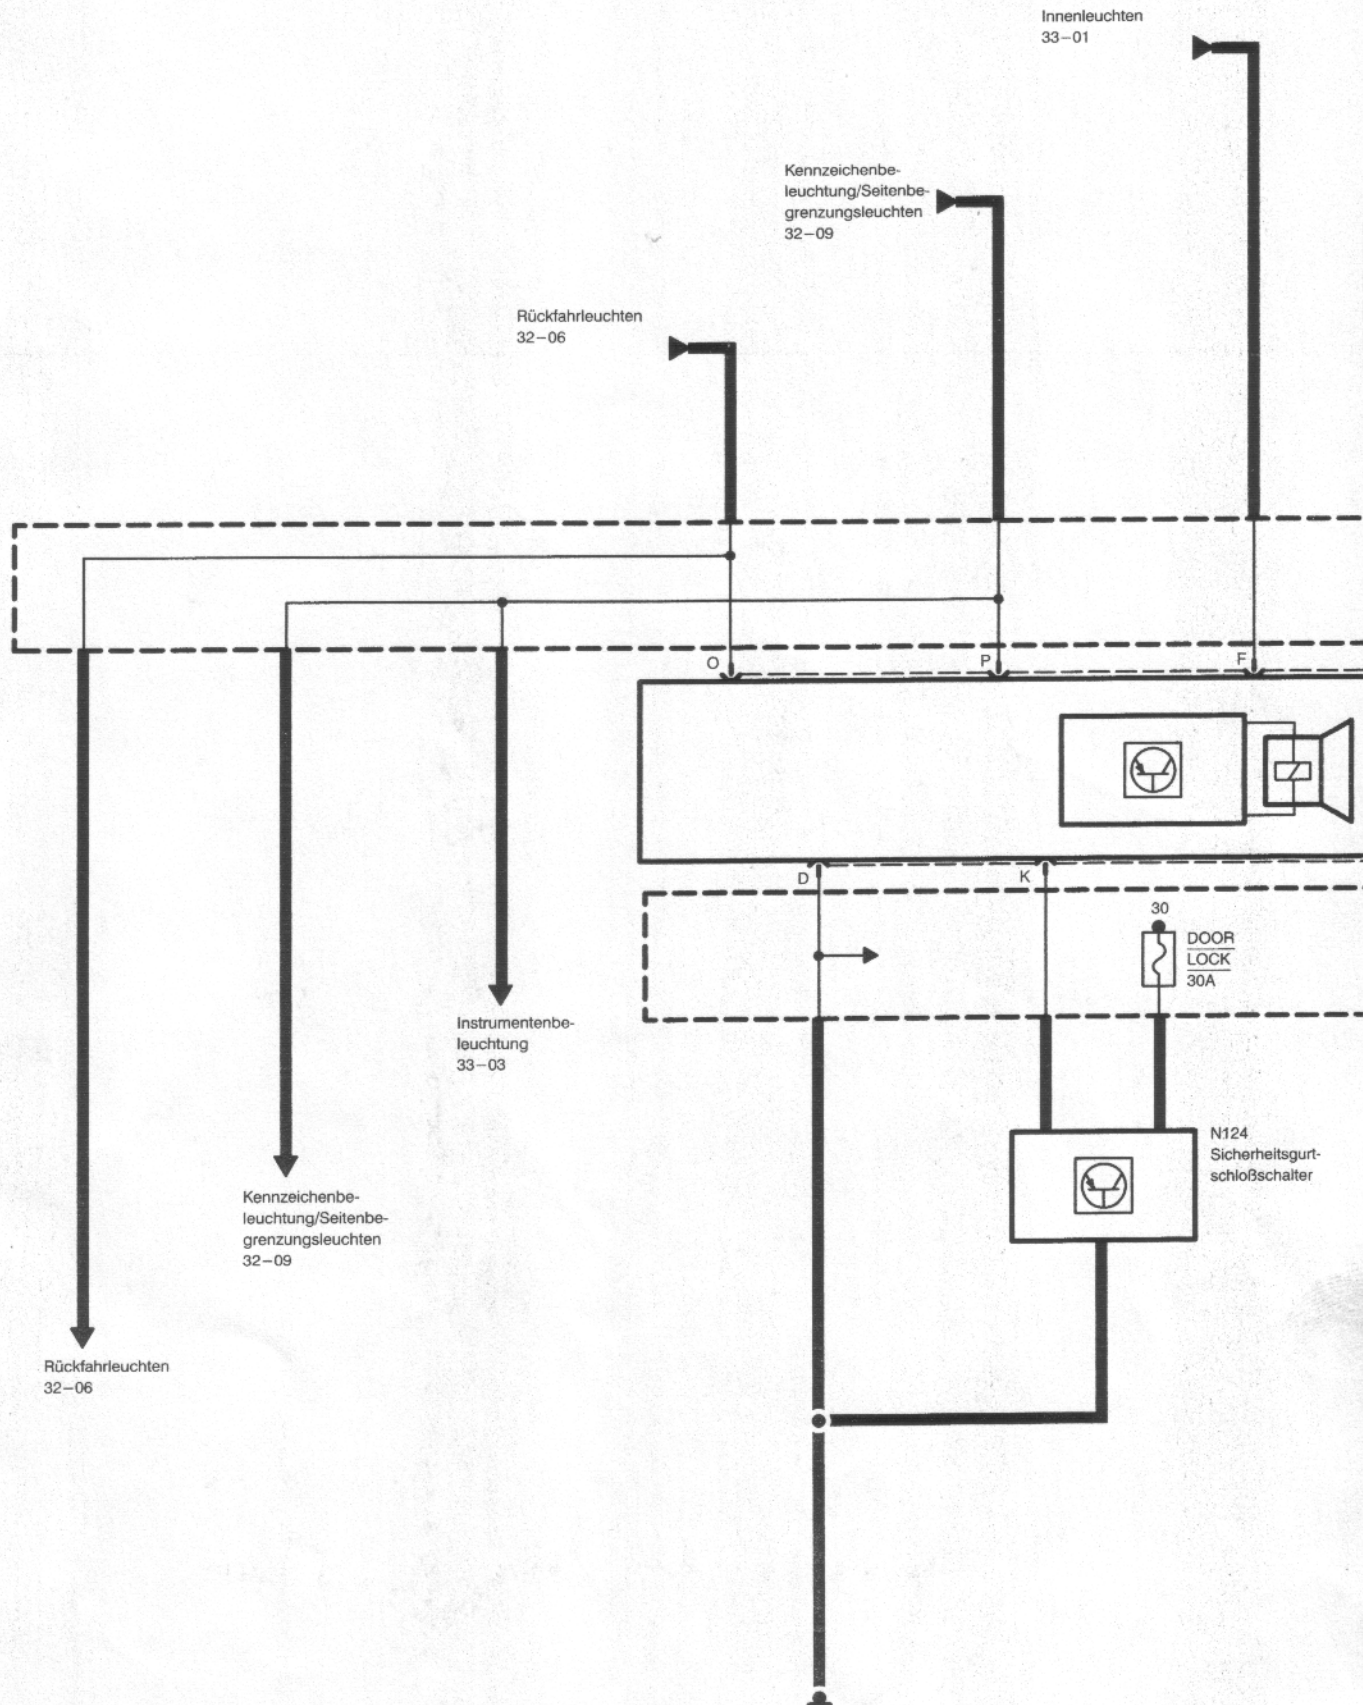 Innenleuchten
33–01
Kennzeichenbe-
leuchtung/Seitenbe-
grenzungsleuchten
32–09
Rückfahrleuchten
32–06
O
P
F
D
K
30
DOOR
LOCK
30A
Instrumentenbe-
leuchtung
33–03
N124
Sicherheitsgurt-
schloßschalter
Kennzeichenbe-
leuchtung/Seitenbe-
grenzungsleuchten
32–09
Rückfahrleuchten
32–06